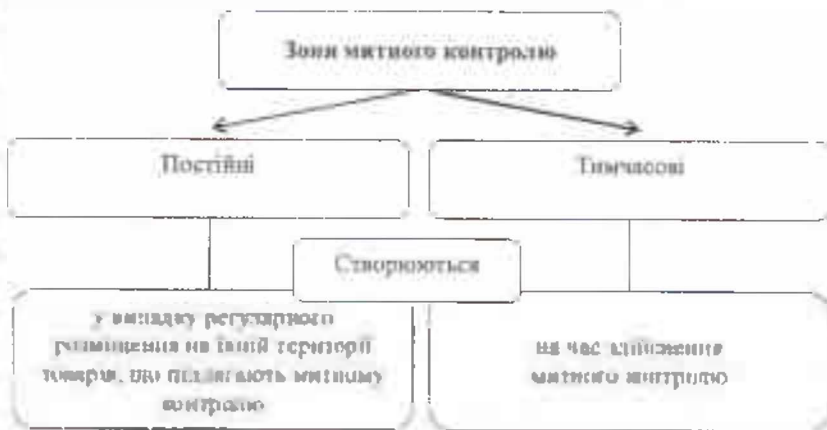 Зони митного контролю
Постійні
Тимчасові
Створюються
у випадку регулярного
розміщення на їхній території
товарів, що підлягають митному
контролю
на час здійснення
митного контролю